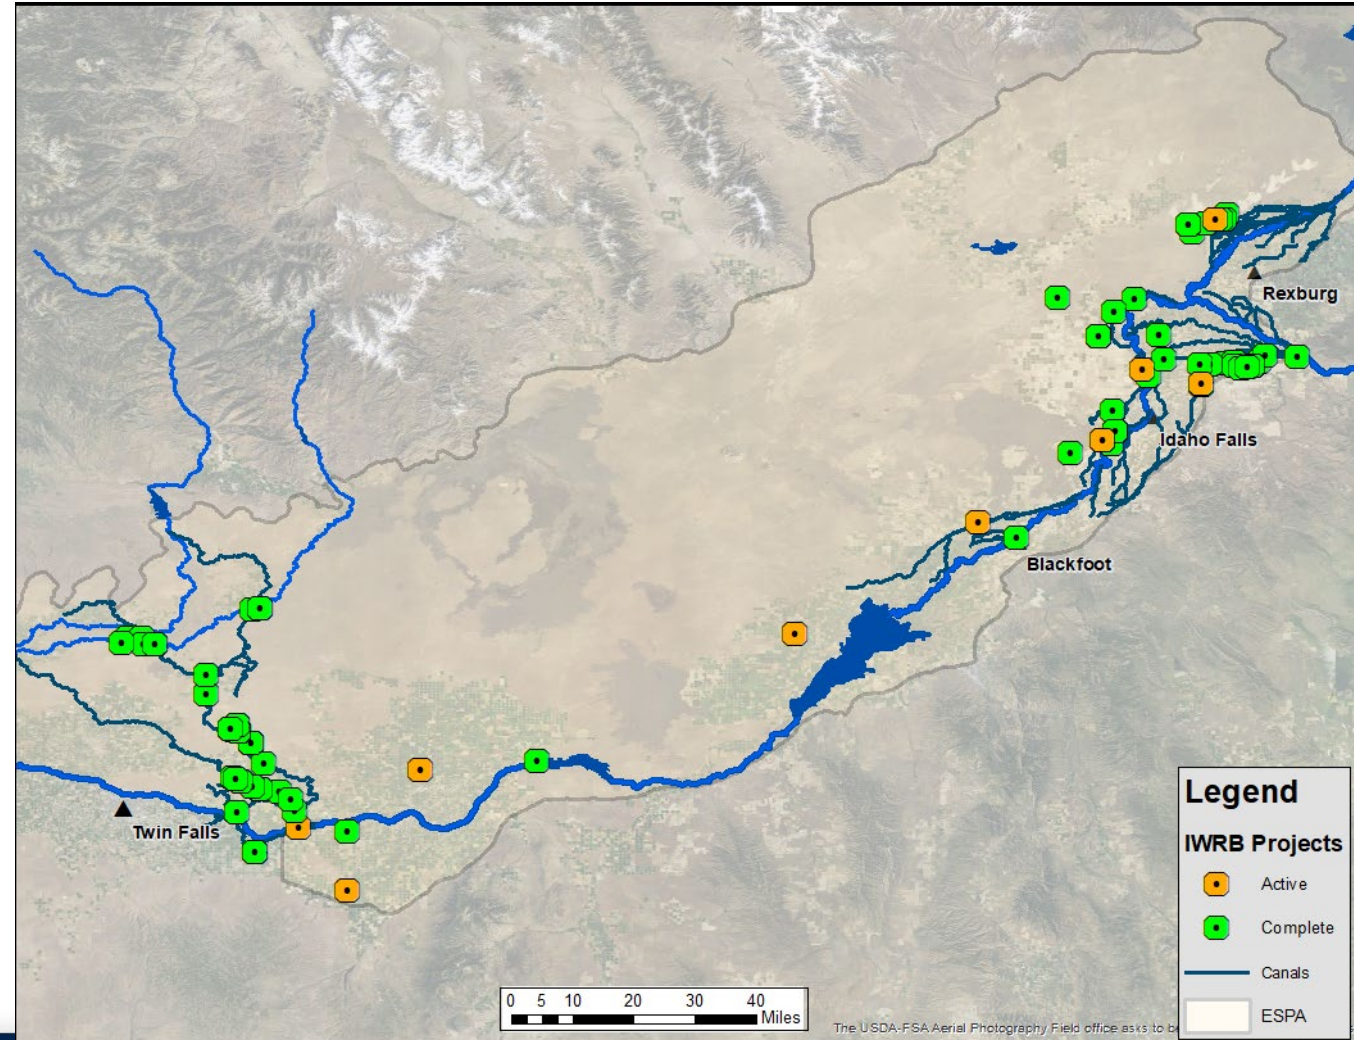 Rexburg
Idaho Falls
Blackfoot
Twin Falls
Legend
IWRB Projects
Active
Complete
Canals
ESPA
0 5 10 20 30 40
Miles
The USDA-FSA Aerial Photography Field office asks to be